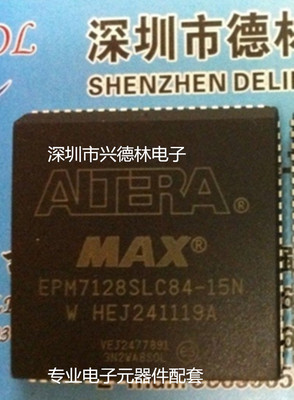 深圳市德林
SHENZHEN DELI
深圳市兴德林电子
ALTERA®
MAX®
EPM7128SLC84-15N
W HEJ241119A
VEJ2477891
专业电子元器件配套